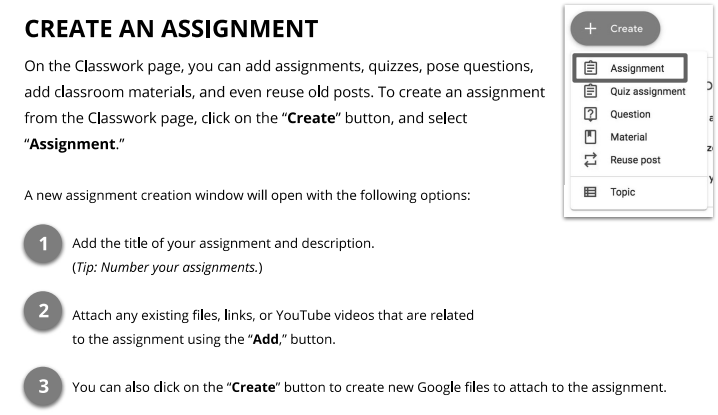 CREATE AN ASSIGNMENT
On the Classwork page, you can add assignments, quizzes, pose questions,
add classroom materials, and even reuse old posts. To create an assignment
from the Classwork page, click on the “Create” button, and select
“Assignment.”
A new assignment creation window will open with the following options:
1 Add the title of your assignment and description.
(Tip: Number your assignments.)
2 Attach any existing files, links, or YouTube videos that are related
to the assignment using the “Add,” button.
3 You can also click on the “Create” button to create new Google files to attach to the assignment.
+ Create
Assignment
Quiz assignment
Question
Material
Reuse post
Topic